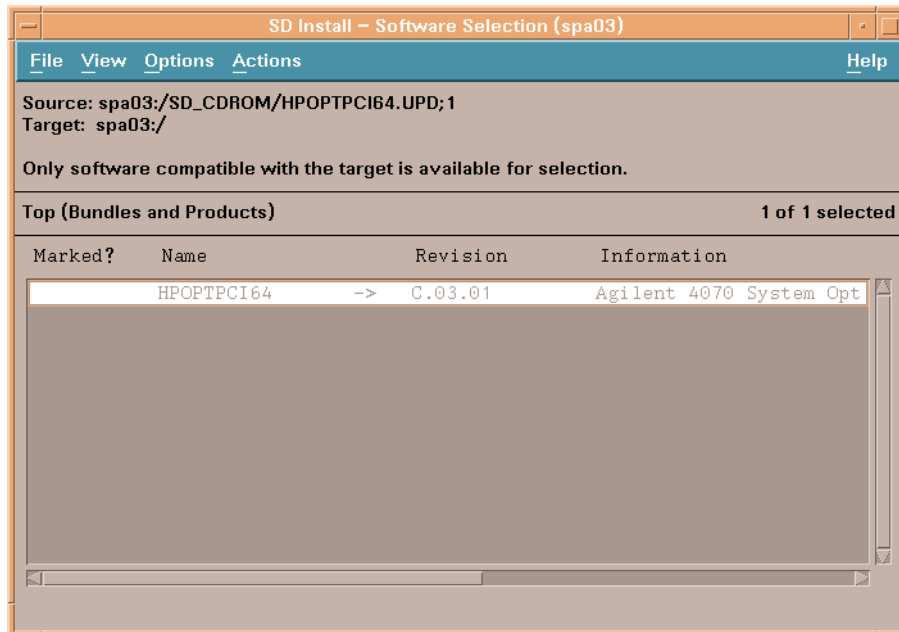 SD Install – Software Selection (spa03)
File View Options Actions Help
Source: spa03:/SD_CDROM/HPOPTPCI64.UPD;1
Target: spa03:/
Only software compatible with the target is available for selection.
Top (Bundles and Products) 1 of 1 selected
Marked? Name Revision Information
HPOPTPCI64 -> C.03.01 Agilent 4070 System Opt